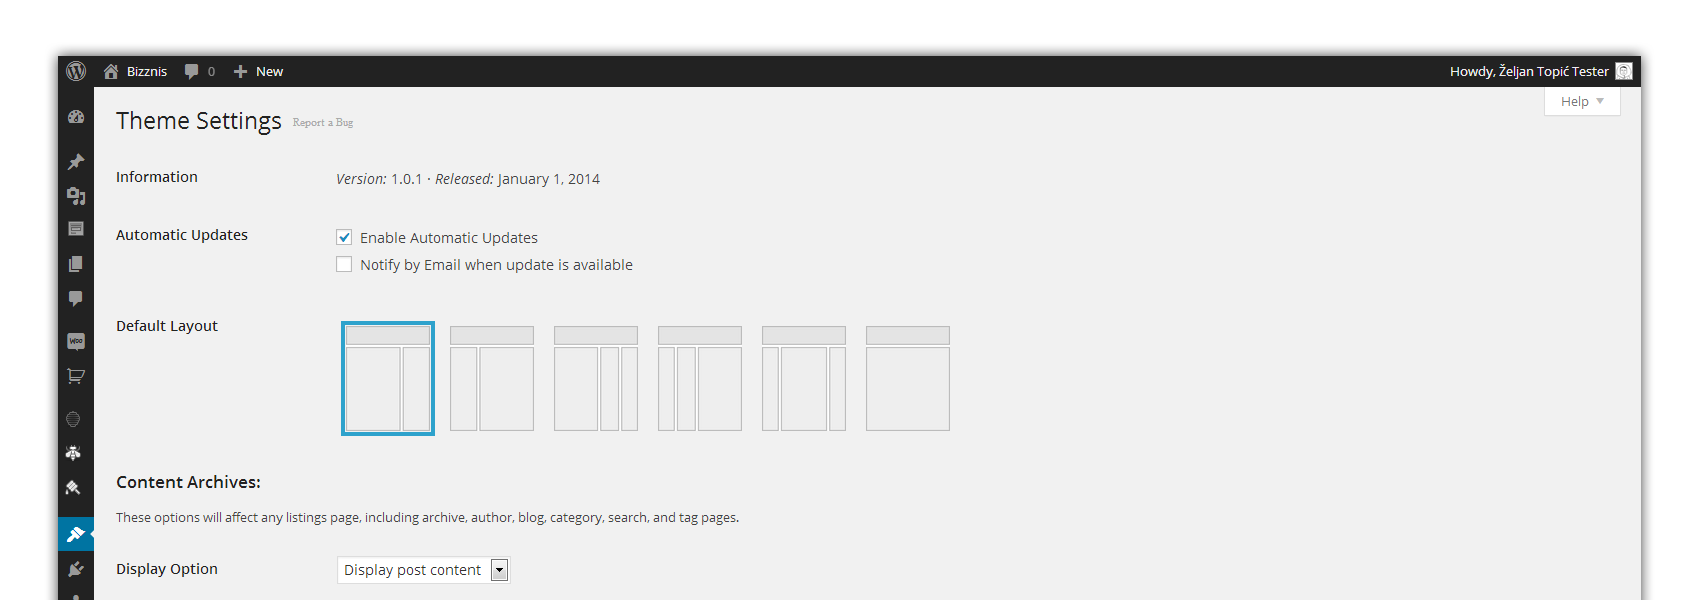 Bizznis 0 New Howdy, Željan Topić Tester
Help
Theme Settings Report a Bug
Information Version: 1.0.1 · Released: January 1, 2014
Automatic Updates Enable Automatic Updates
Notify by Email when update is available
Default Layout
Woo
Content Archives:
These options will affect any listings page, including archive, author, blog, category, search, and tag pages.
Display Option Display post content